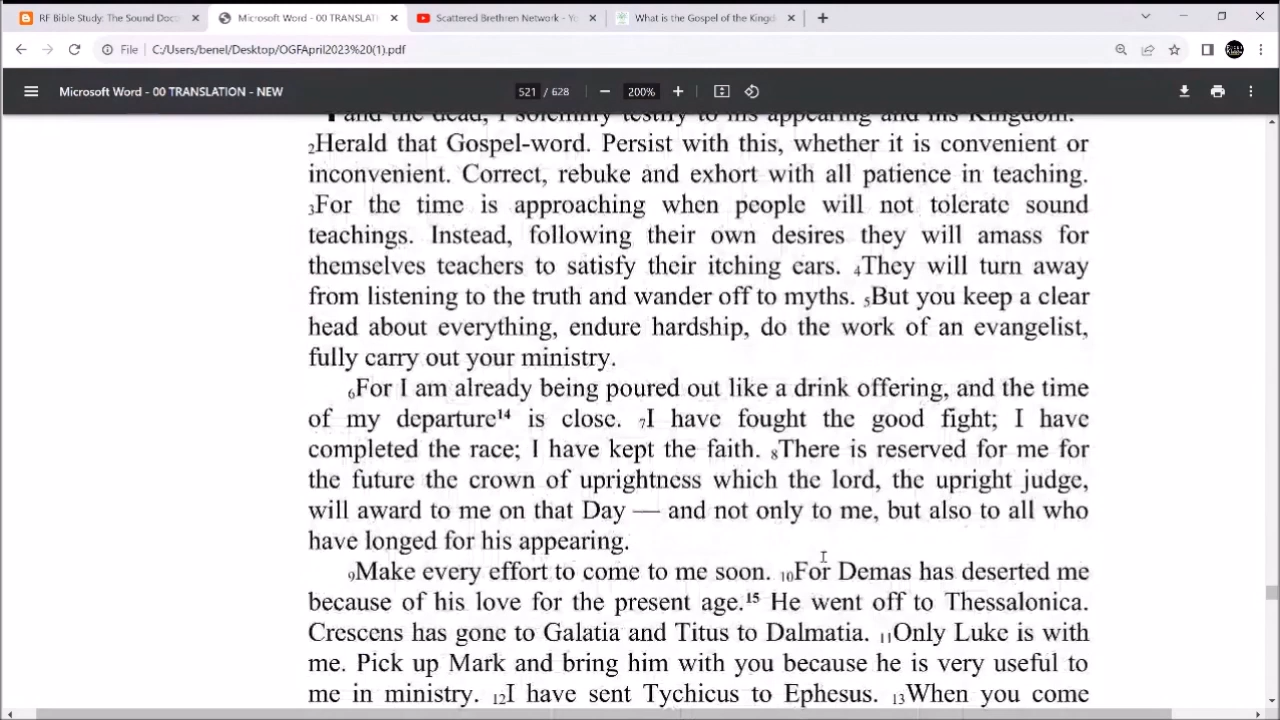 RF Bible Study: The Sound Doc
Microsoft Word - 00 TRANSLATI
Scattered Brethren Network - Yo
What is the Gospel of the Kingd
File C:/Users/benel/Desktop/OGFApril2023%20(1).pdf
Microsoft Word - 00 TRANSLATION - NEW 521 / 628 200%
and the dead, I solemnly testify to his appearing and his Kingdom.
2Herald that Gospel-word. Persist with this, whether it is convenient or
inconvenient. Correct, rebuke and exhort with all patience in teaching.
3For the time is approaching when people will not tolerate sound
teachings. Instead, following their own desires they will amass for
themselves teachers to satisfy their itching ears. 4They will turn away
from listening to the truth and wander off to myths. 5But you keep a clear
head about everything, endure hardship, do the work of an evangelist,
fully carry out your ministry.
6For I am already being poured out like a drink offering, and the time
of my departure14 is close. 7I have fought the good fight; I have
completed the race; I have kept the faith. 8There is reserved for me for
the future the crown of uprightness which the lord, the upright judge,
will award to me on that Day — and not only to me, but also to all who
have longed for his appearing.
9Make every effort to come to me soon. 10For Demas has deserted me
because of his love for the present age.15 He went off to Thessalonica.
Crescens has gone to Galatia and Titus to Dalmatia. 11Only Luke is with
me. Pick up Mark and bring him with you because he is very useful to
me in ministry. 12I have sent Tychicus to Ephesus. 13When you come